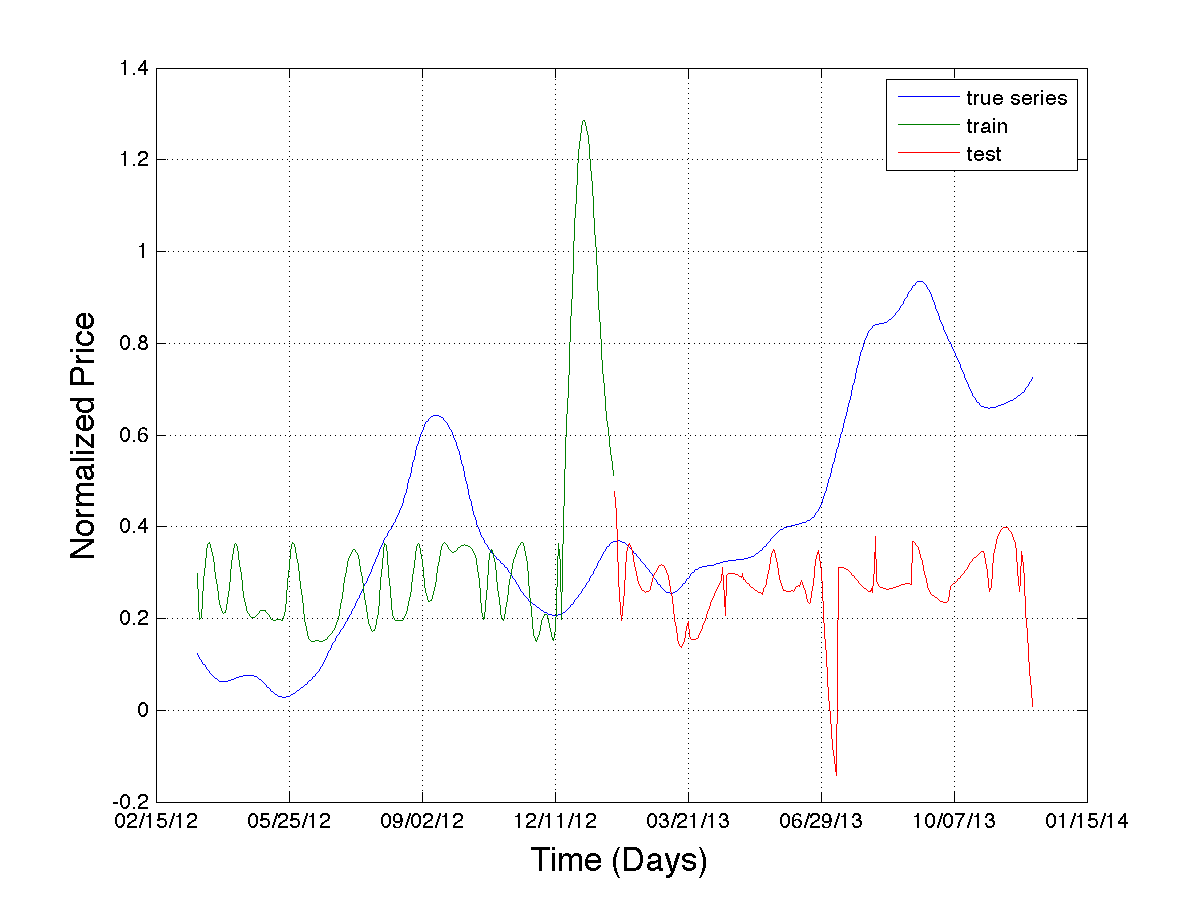 1.4
1.2
1
0.8
0.6
0.4
0.2
0
-0.2
Normalized Price
true series
train
test
02/15/12 05/25/12 09/02/12 12/11/12 03/21/13 06/29/13 10/07/13 01/15/14
Time (Days)